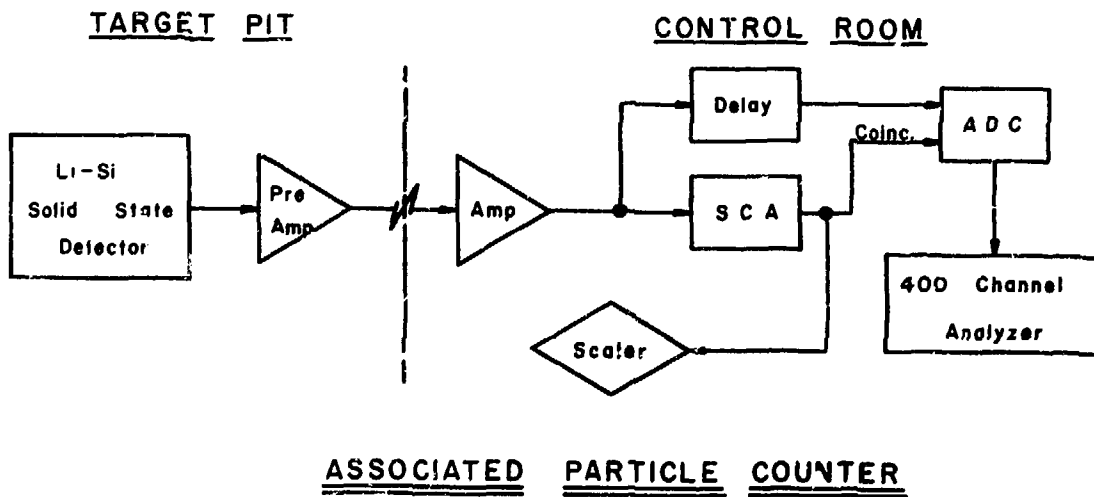 TARGET PIT
CONTROL ROOM
Li-Si
Solid State
Detector
Pre
Amp
Amp
Delay
Coinc.
ADC
SCA
400 Channel
Analyzer
Scaler
ASSOCIATED PARTICLE COUNTER